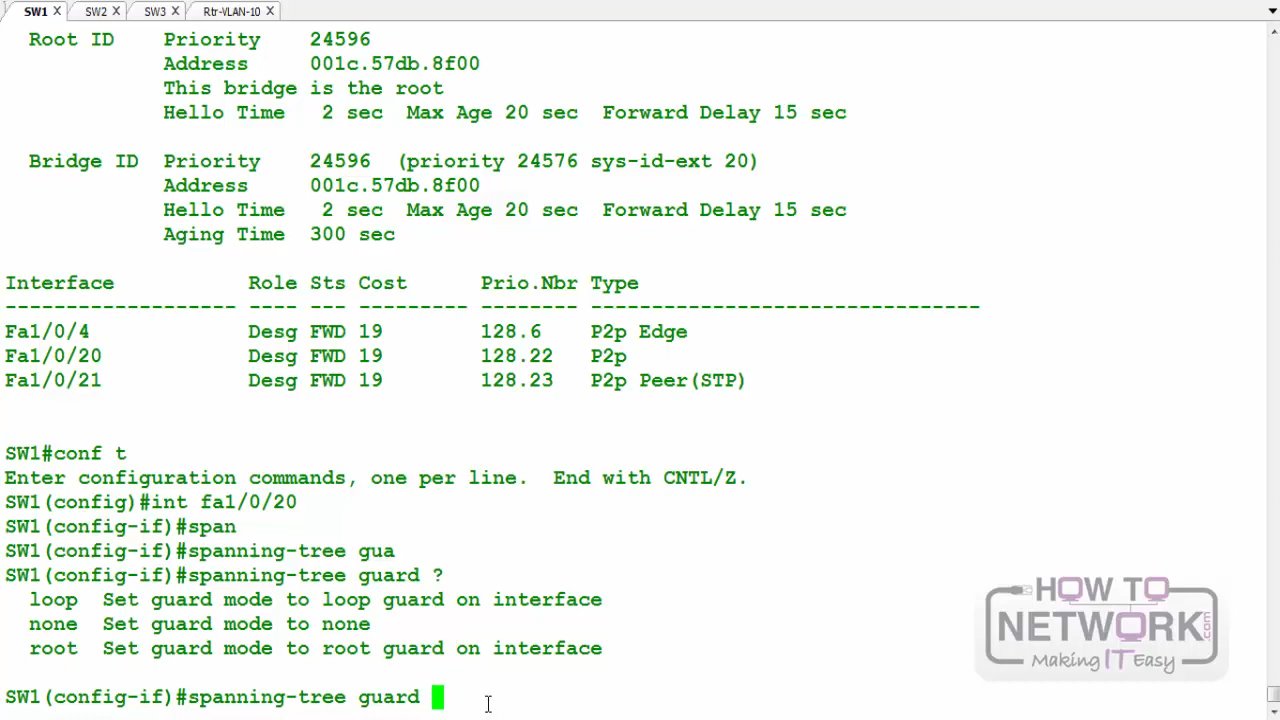 SW1 X SW2 X SW3 X Rtr-VLAN-10 X
Root ID Priority 24596
Address 001c.57db.8f00
This bridge is the root
Hello Time 2 sec Max Age 20 sec Forward Delay 15 sec
Bridge ID Priority 24596 (priority 24576 sys-id-ext 20)
Address 001c.57db.8f00
Hello Time 2 sec Max Age 20 sec Forward Delay 15 sec
Aging Time 300 sec
Interface Role Sts Cost Prio.Nbr Type
------------------- ---- --- --------- -------- --------------------------------
Fa1/0/4 Desg FWD 19 128.6 P2p Edge
Fa1/0/20 Desg FWD 19 128.22 P2p
Fa1/0/21 Desg FWD 19 128.23 P2p Peer(STP)
SW1#conf t
Enter configuration commands, one per line. End with CNTL/Z.
SW1(config)#int fa1/0/20
SW1(config-if)#span
SW1(config-if)#spanning-tree gua
SW1(config-if)#spanning-tree guard ?
loop Set guard mode to loop guard on interface
none Set guard mode to none
root Set guard mode to root guard on interface
SW1(config-if)#spanning-tree guard
HOW TO
NETWORK.com
Making IT Easy